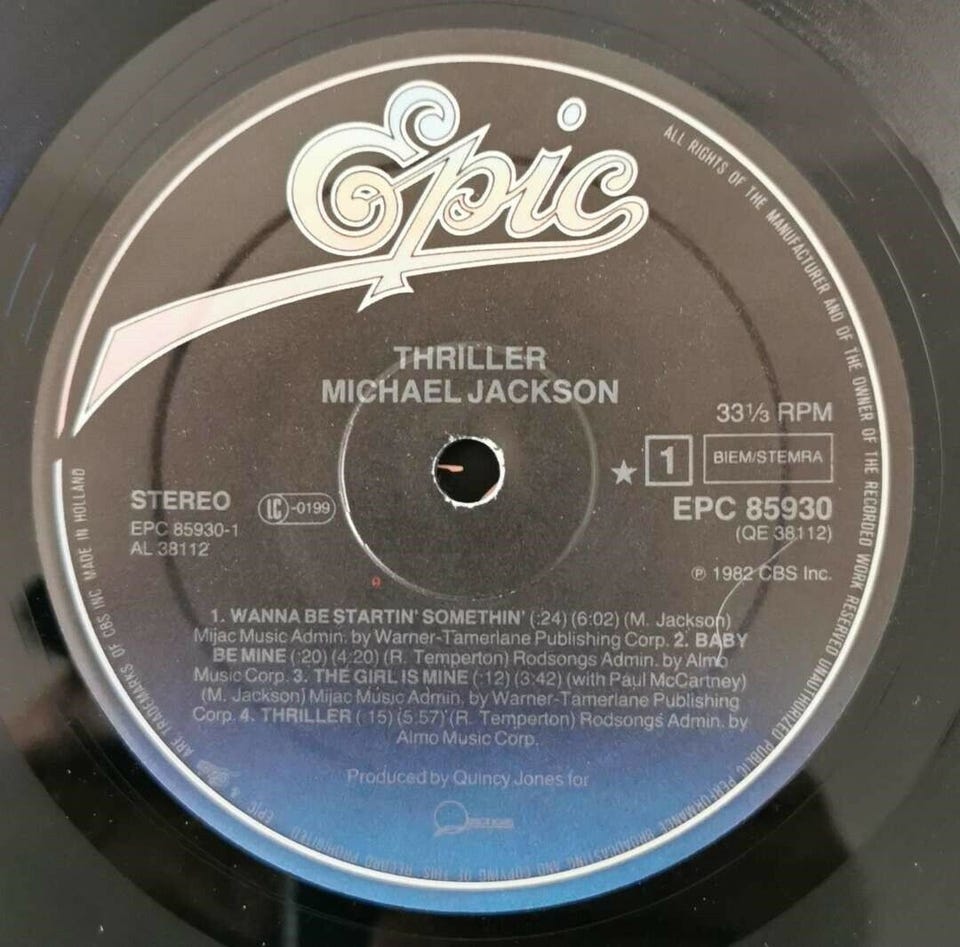 Epic
THRILLER
MICHAEL JACKSON
33⅓ RPM
★ 1 BIEM/STEMRA
STEREO LC-0199
EPC 85930
EPC 85930-1
(QE 38112)
AL 38112
℗ 1982 CBS Inc.
1. WANNA BE STARTIN' SOMETHIN' (:24) (6:02) (M. Jackson)
Mijac Music Admin. by Warner-Tamerlane Publishing Corp. 2. BABY
BE MINE (:20) (4:20) (R. Temperton) Rodsongs Admin. by Almo
Music Corp. 3. THE GIRL IS MINE (:12) (3:42) (with Paul McCartney)
(M. Jackson) Mijac Music Admin. by Warner-Tamerlane Publishing
Corp. 4. THRILLER (:15) (5:57) (R. Temperton) Rodsongs Admin. by
Almo Music Corp.
Produced by Quincy Jones for
ALL RIGHTS OF THE MANUFACTURER AND OF THE OWNER OF THE RECORDED WORK RESERVED UNAUTHORIZED PUBLIC PERFORMANCE BROADCASTING AND COPYING OF THIS RECORD PROHIBITED
EPIC & ARE TRADEMARKS OF CBS INC MADE IN HOLLAND